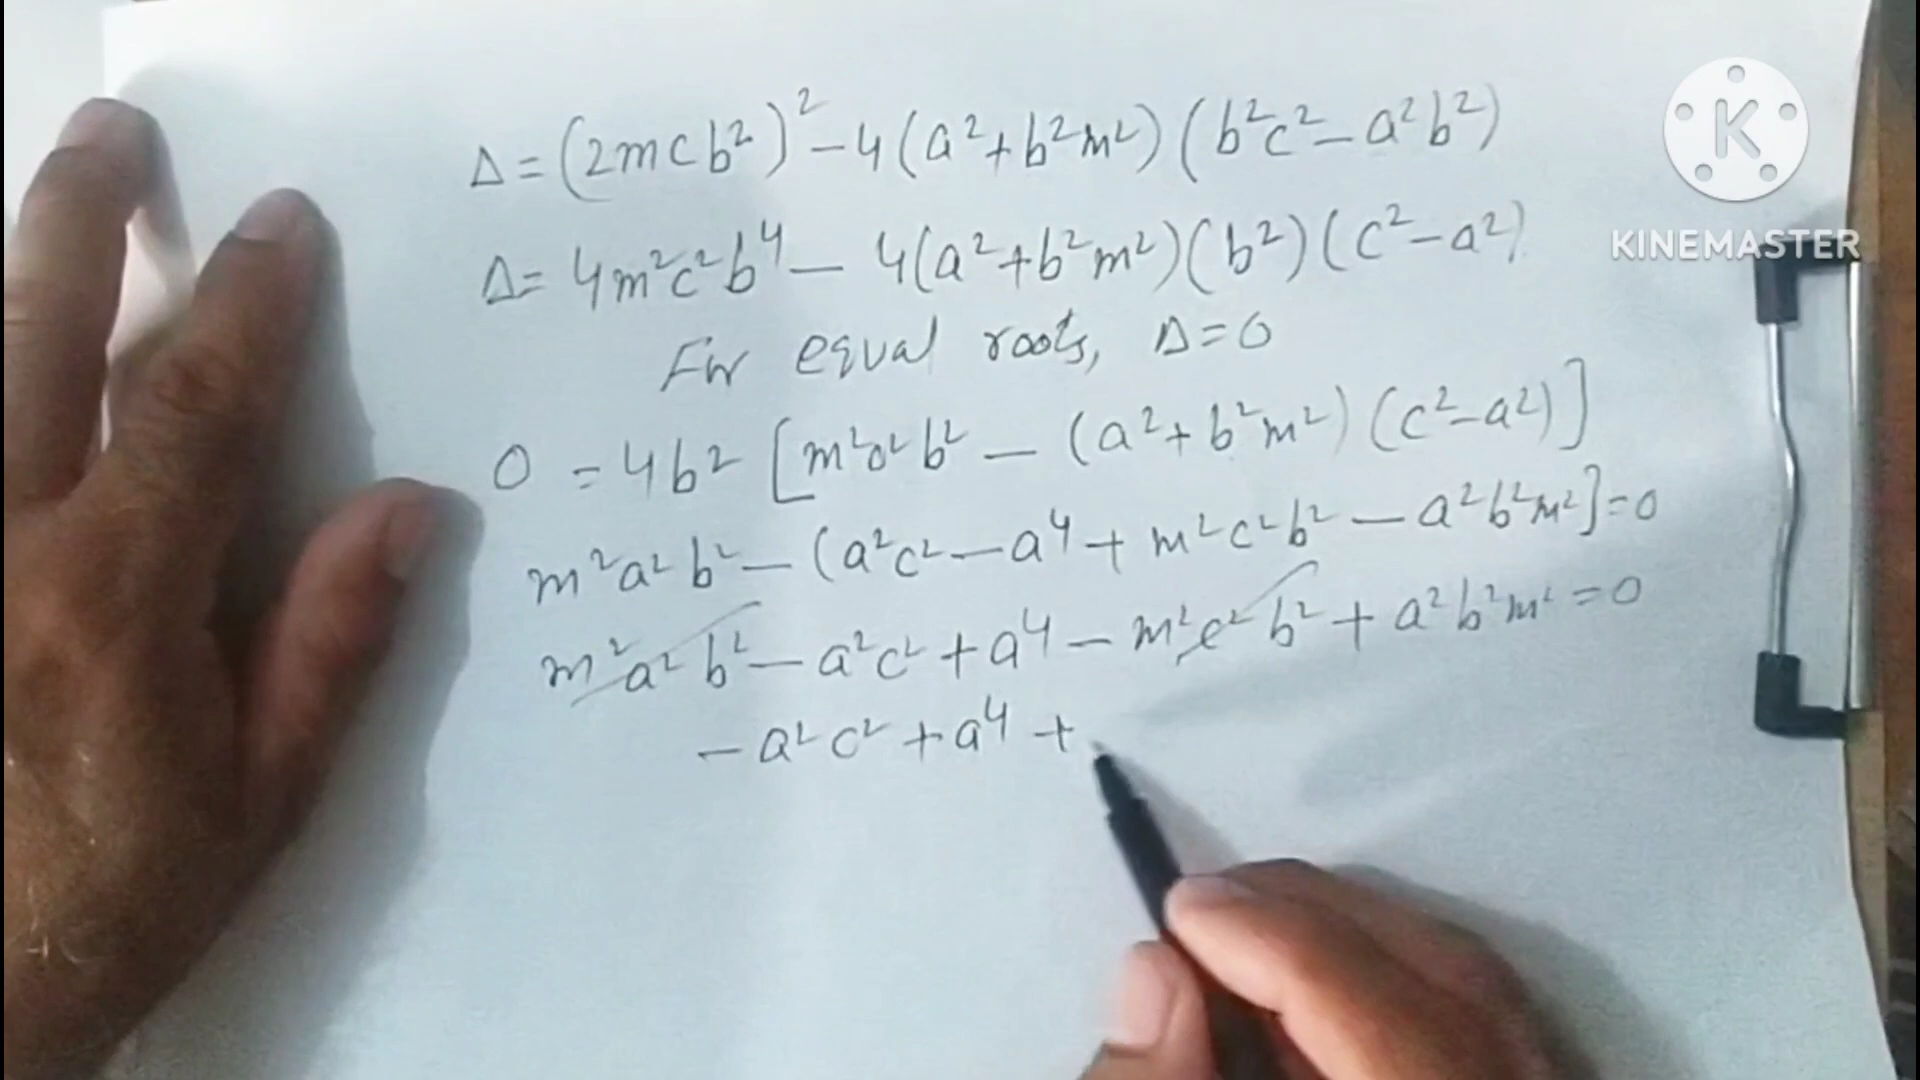 Δ = (2mcb²)² - 4(a² + b²m²)(b²c² - a²b²)
Δ = 4m²c²b⁴ - 4(a² + b²m²)(b²)(c² - a²)
For equal roots, Δ = 0
0 = 4b² [m²c²b² - (a² + b²m²)(c² - a²)]
m²a²b² - (a²c² - a⁴ + m²c²b² - a²b²m²] = 0
m²a²b² - a²c² + a⁴ - m²c²b² + a²b²m² = 0
- a²c² + a⁴ +
K
KINEMASTER